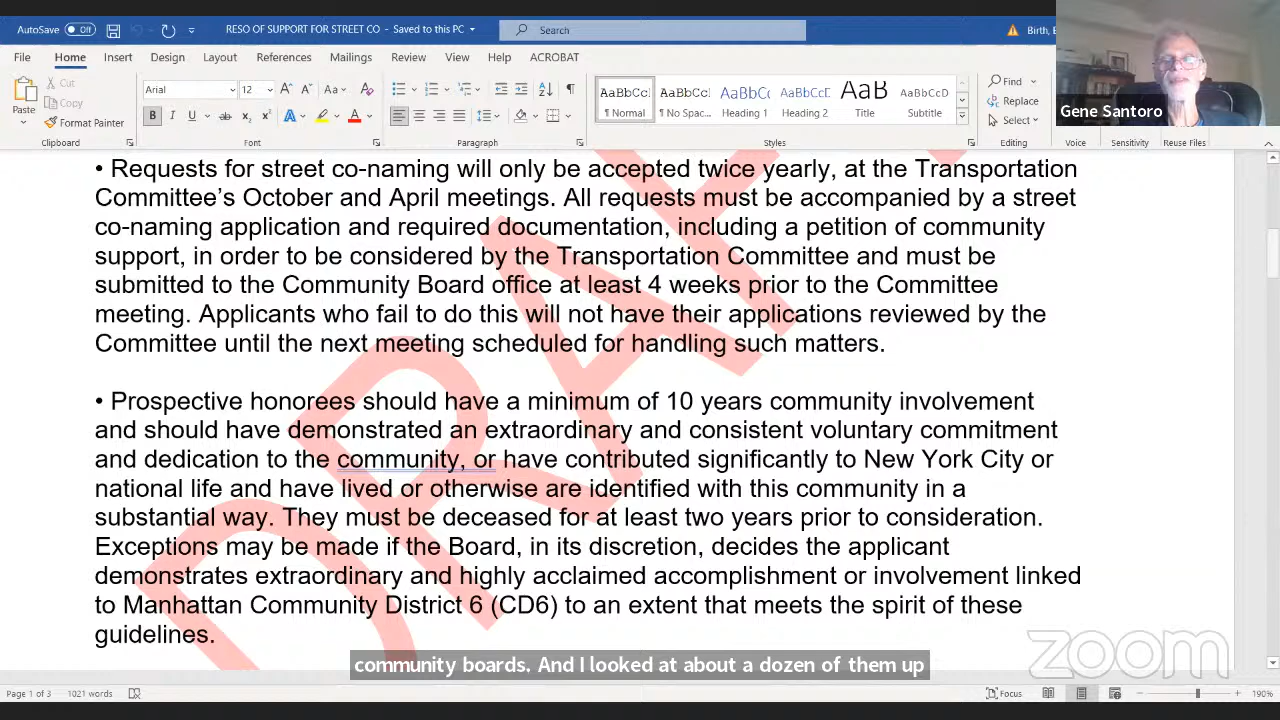 AutoSave Off RESO OF SUPPORT FOR STREET CO - Saved to this PC Search Birth,
File Home Insert Design Layout References Mailings Review View Help ACROBAT
Gene Santoro
Paste Cut
Copy
Format Painter
Clipboard
Arial 12
Font
Paragraph
AaBbCc AaBbCc AaBbC AaBbCcC AaB AaBbCcD
¶ Normal ¶ No Spac... Heading 1 Heading 2 Title Subtitle
Styles
Find
Replace
Select
Editing Voice Sensitivity Reuse Files
• Requests for street co-naming will only be accepted twice yearly, at the Transportation
Committee's October and April meetings. All requests must be accompanied by a street
co-naming application and required documentation, including a petition of community
support, in order to be considered by the Transportation Committee and must be
submitted to the Community Board office at least 4 weeks prior to the Committee
meeting. Applicants who fail to do this will not have their applications reviewed by the
Committee until the next meeting scheduled for handling such matters.
• Prospective honorees should have a minimum of 10 years community involvement
and should have demonstrated an extraordinary and consistent voluntary commitment
and dedication to the community, or have contributed significantly to New York City or
national life and have lived or otherwise are identified with this community in a
substantial way. They must be deceased for at least two years prior to consideration.
Exceptions may be made if the Board, in its discretion, decides the applicant
demonstrates extraordinary and highly acclaimed accomplishment or involvement linked
to Manhattan Community District 6 (CD6) to an extent that meets the spirit of these
guidelines.
DRAF
zoom
community boards. And I looked at about a dozen of them up
Page 1 of 3 1021 words Focus 190%